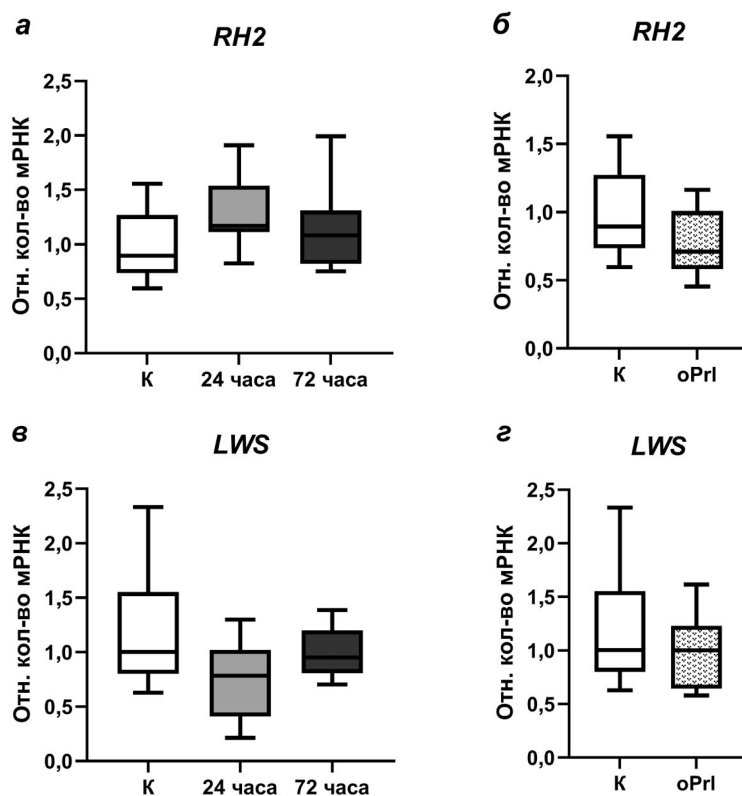 а
RH2
Отн. кол-во мРНК
2,5
2,0
1,5
1,0
0,5
0,0
К 24 часа 72 часа
б
RH2
Отн. кол-во мРНК
2,0
1,5
1,0
0,5
0,0
К oPrl
в
LWS
Отн. кол-во мРНК
2,5
2,0
1,5
1,0
0,5
0,0
К 24 часа 72 часа
г
LWS
Отн. кол-во мРНК
2,5
2,0
1,5
1,0
0,5
0,0
К oPrl